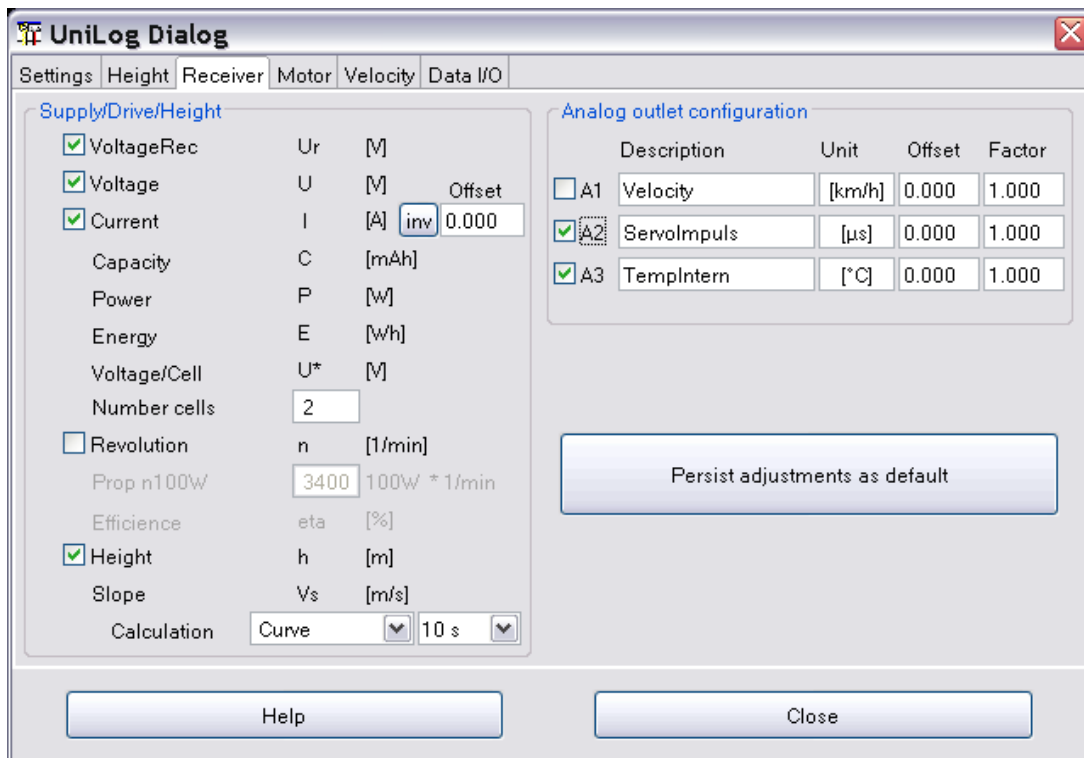 UniLog Dialog
Settings Height Receiver Motor Velocity Data I/O
Supply/Drive/Height
VoltageRec Ur [V]
Voltage U [V] Offset
Current I [A] inv 0.000
Capacity C [mAh]
Power P [W]
Energy E [Wh]
Voltage/Cell U* [V]
Number cells 2
Revolution n [1/min]
Prop n100W 3400 100W * 1/min
Efficience eta [%]
Height h [m]
Slope Vs [m/s]
Calculation Curve 10 s
Analog outlet configuration
Description Unit Offset Factor
A1 Velocity [km/h] 0.000 1.000
A2 ServoImpuls [µs] 0.000 1.000
A3 TempIntern [°C] 0.000 1.000
Persist adjustments as default
Help Close